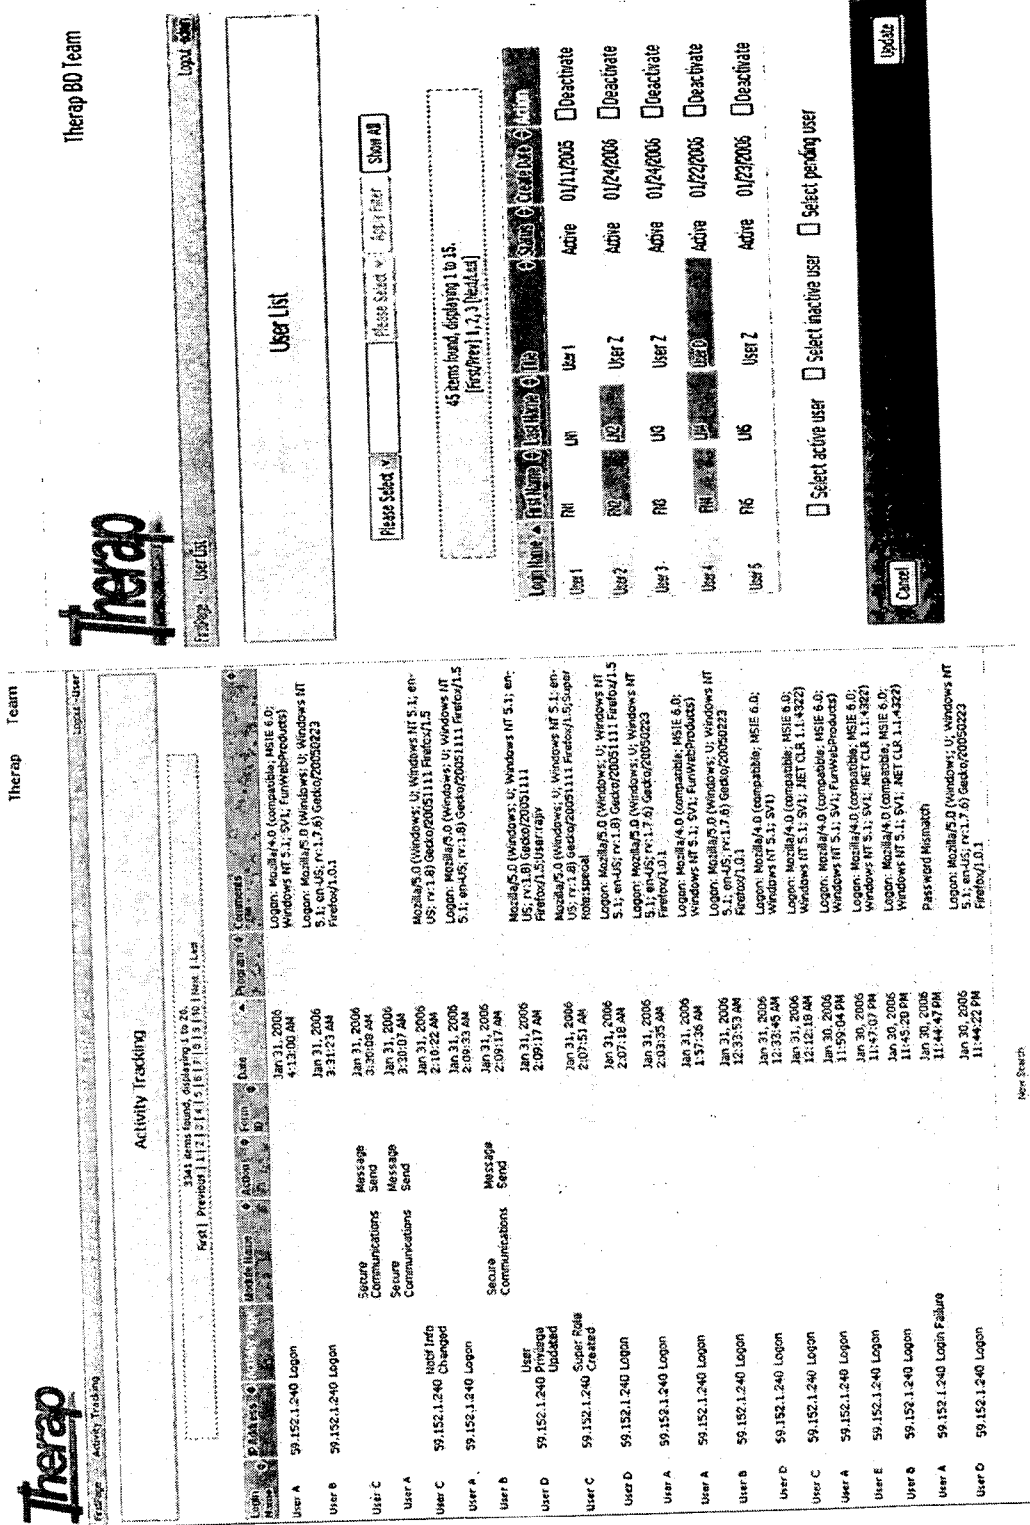 Therap
Therap Team
FirstPage Activity Tracking
Logout User
Activity Tracking
3341 items found, displaying 1 to 20.
First | Previous | 1 | 2 | 3 | 4 | 5 | 6 | 7 | 8 | 9 | 10 | Next | Last
Login Name IP Address Module Name Action Form ID Date Program Comments
User A 59.152.1.240 Logon Jan 31, 2006 4:13:00 AM Logon: Mozilla/4.0 (compatible; MSIE 6.0; Windows NT 5.1; SV1; FunWebProducts)
User B 59.152.1.240 Logon Jan 31, 2006 3:31:23 AM Logon: Mozilla/5.0 (Windows; U; Windows NT 5.1; en-US; rv:1.7.6) Gecko/20050223 Firefox/1.0.1
User C Secure Communications Message Send Jan 31, 2006 AM
User A Secure Communications Message Send Jan 31, 2006 3:30:07 AM
User C 59.152.1.240 Notif Info Changed Jan 31, 2006 2:10:22 AM Mozilla/5.0 (Windows; U; Windows NT 5.1; en-US; rv:1.8) Gecko/20051111 Firefox/1.5
User A 59.152.1.240 Logon Jan 31, 2006 2:09:33 AM Logon: Mozilla/5.0 (Windows; U; Windows NT 5.1; en-US; rv:1.8) Gecko/20051111 Firefox/1.5
User B Secure Communications Message Send Jan 31, 2006 2:09:17 AM
User D 59.152.1.240 User Privilege Updated Jan 31, 2006 2:09:17 AM Mozilla/5.0 (Windows; U; Windows NT 5.1; en-US; rv:1.8) Gecko/20051111 Firefox/1.5;User:rajiv
User C 59.152.1.240 Super Role Created Jan 31, 2006 2:07:51 AM Mozilla/5.0 (Windows; U; Windows NT 5.1; en-US; rv:1.8) Gecko/20051111 Firefox/1.5;Super Role:special
User D 59.152.1.240 Logon Jan 31, 2006 2:07:18 AM Logon: Mozilla/5.0 (Windows; U; Windows NT 5.1; en-US; rv:1.8) Gecko/20051111 Firefox/1.5
User A 59.152.1.240 Logon Jan 31, 2006 2:03:35 AM Logon: Mozilla/5.0 (Windows; U; Windows NT 5.1; en-US; rv:1.7.6) Gecko/20050223 Firefox/1.0.1
User A 59.152.1.240 Logon Jan 31, 2006 1:57:36 AM Logon: Mozilla/4.0 (compatible; MSIE 6.0; Windows NT 5.1; SV1; FunWebProducts)
User B 59.152.1.240 Logon Jan 31, 2006 12:33:53 AM Logon: Mozilla/5.0 (Windows; U; Windows NT 5.1; en-US; rv:1.7.6) Gecko/20050223 Firefox/1.0.1
User D 59.152.1.240 Logon Jan 31, 2006 12:33:45 AM Logon: Mozilla/4.0 (compatible; MSIE 6.0; Windows NT 5.1; SV1)
User C 59.152.1.240 Logon Jan 31, 2006 12:12:18 AM Logon: Mozilla/4.0 (compatible; MSIE 6.0; Windows NT 5.1; SV1; .NET CLR 1.1.4322)
User A 59.152.1.240 Logon Jan 30, 2006 11:59:04 PM Logon: Mozilla/4.0 (compatible; MSIE 6.0; Windows NT 5.1; SV1; FunWebProducts)
User E 59.152.1.240 Logon Jan 30, 2006 11:47:07 PM Logon: Mozilla/4.0 (compatible; MSIE 6.0; Windows NT 5.1; SV1; .NET CLR 1.1.4322)
User B 59.152.1.240 Logon Jan 30, 2006 11:45:20 PM Logon: Mozilla/4.0 (compatible; MSIE 6.0; Windows NT 5.1; SV1; .NET CLR 1.1.4322)
User A 59.152.1.240 Login Failure Jan 30, 2006 11:44:47 PM Password Mismatch
User D 59.152.1.240 Logon Jan 30, 2006 11:44:22 PM Logon: Mozilla/5.0 (Windows; U; Windows NT 5.1; en-US; rv:1.7.6) Gecko/20050223 Firefox/1.0.1
New Search
Therap
Therap BD Team
FirstPage User List
Logout
User List
Please Select Please Select Apply Filter Show All
45 items found, displaying 1 to 15.
[First/Prev] 1, 2, 3 [Next/Last]
Login Name First Name Last Name Title Status Create Date Action
User 1 FN1 LN1 User 1 Active 01/11/2005 Deactivate
User 2 FN2 LN2 User Z Active 01/24/2006 Deactivate
User 3 FN3 LN3 User Z Active 01/24/2006 Deactivate
User 4 FN4 LN4 User D Active 01/22/2006 Deactivate
User 5 FN5 LN5 User Z Active 01/23/2006 Deactivate
Select active user Select inactive user Select pending user
Cancel Update